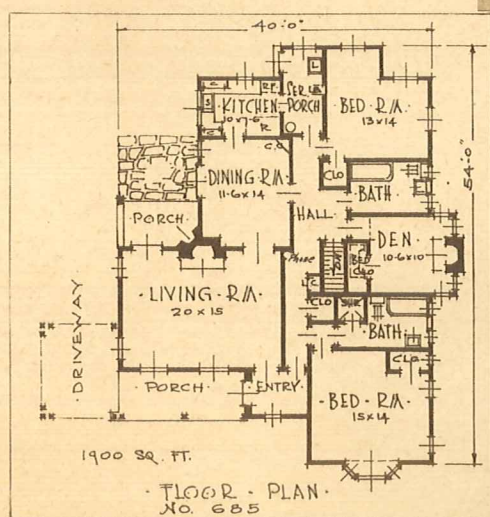 40'-0"
54'-0"
KITCHEN
10x7-6
SER.
PORCH
BED R/M.
13x14
DINING R/M.
11-6x14
CLO
BATH
PORCH
HALL
DEN
10-6x10
Phone
BED
CLO
LIVING R/M.
20x15
CLO
BATH
DRIVEWAY
PORCH
ENTRY
CLO
BED R/M.
15x14
1900 SQ. FT.
FLOOR PLAN
NO. 685